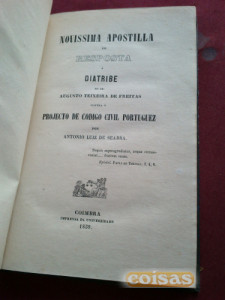 NOVISSIMA APOSTILLA
EM
RESPOSTA
Á
DIATRIBE
DO SR.
AUGUSTO TEIXEIRA DE FREITAS
CONTRA O
PROJECTO DE CODIGO CIVIL PORTUGUEZ
POR
ANTONIO LUIZ DE SEABRA.
COIMBRA
IMPRENSA DA UNIVERSIDADE
1859.
coisas